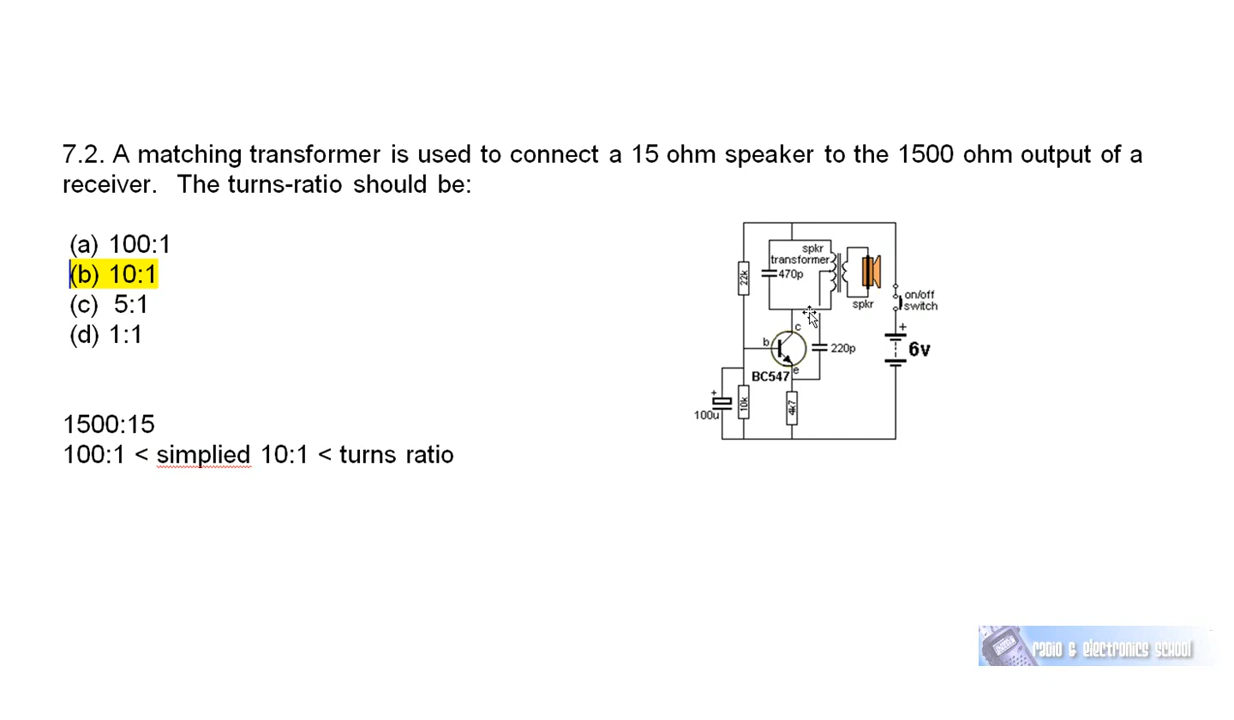 7.2. A matching transformer is used to connect a 15 ohm speaker to the 1500 ohm output of a
receiver. The turns-ratio should be:
(a) 100:1
(b) 10:1
(c) 5:1
(d) 1:1
1500:15
100:1 < simplied 10:1 < turns ratio
spkr
transformer
470p
22k
spkr
on/off
switch
+
6v
c
b
e
220p
BC547
+
100u
10k
4k7
radio & electronics school